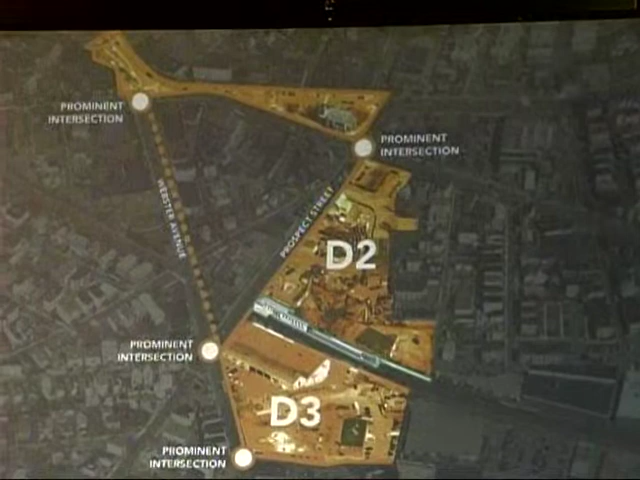 PROMINENT
INTERSECTION
PROMINENT
INTERSECTION
WEBSTER AVENUE
PROSPECT STREET
D2
PROMINENT
INTERSECTION
D3
PROMINENT
INTERSECTION